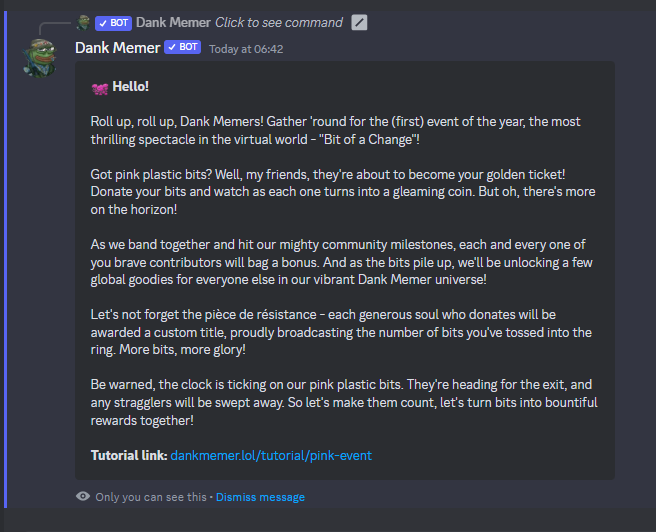 ✓ BOT Dank Memer Click to see command
Dank Memer ✓ BOT Today at 06:42
Hello!
Roll up, roll up, Dank Memers! Gather 'round for the (first) event of the year, the most
thrilling spectacle in the virtual world - "Bit of a Change"!
Got pink plastic bits? Well, my friends, they're about to become your golden ticket!
Donate your bits and watch as each one turns into a gleaming coin. But oh, there's more
on the horizon!
As we band together and hit our mighty community milestones, each and every one of
you brave contributors will bag a bonus. And as the bits pile up, we'll be unlocking a few
global goodies for everyone else in our vibrant Dank Memer universe!
Let's not forget the pièce de résistance - each generous soul who donates will be
awarded a custom title, proudly broadcasting the number of bits you've tossed into the
ring. More bits, more glory!
Be warned, the clock is ticking on our pink plastic bits. They're heading for the exit, and
any stragglers will be swept away. So let's make them count, let's turn bits into bountiful
rewards together!
Tutorial link: dankmemer.lol/tutorial/pink-event
Only you can see this • Dismiss message